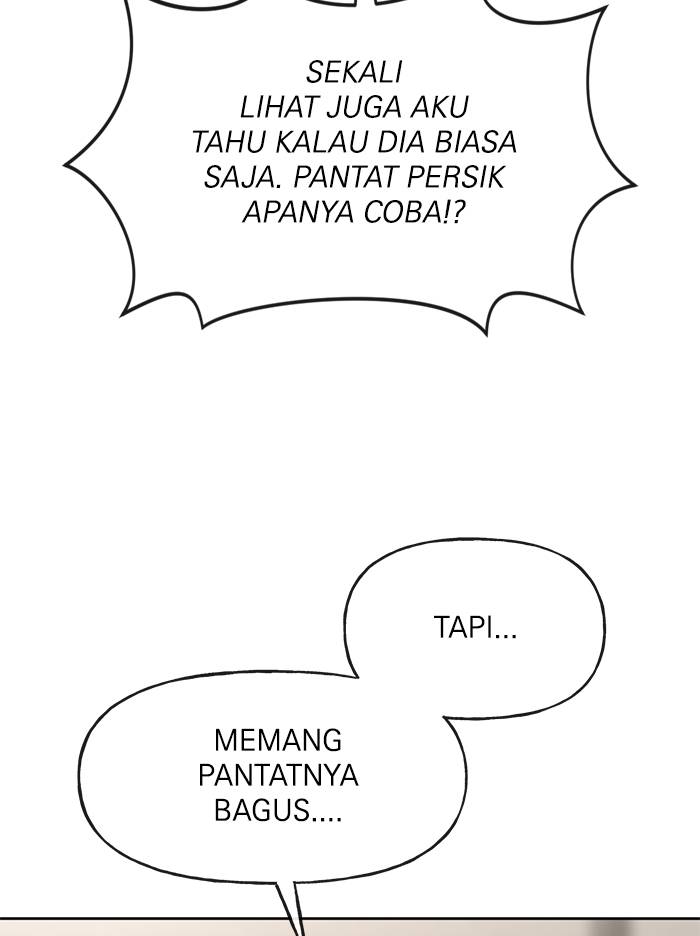 SEKALI
LIHAT JUGA AKU
TAHU KALAU DIA BIASA
SAJA. PANTAT PERSIK
APANYA COBA!?
TAPI...
MEMANG
PANTATNYA
BAGUS....